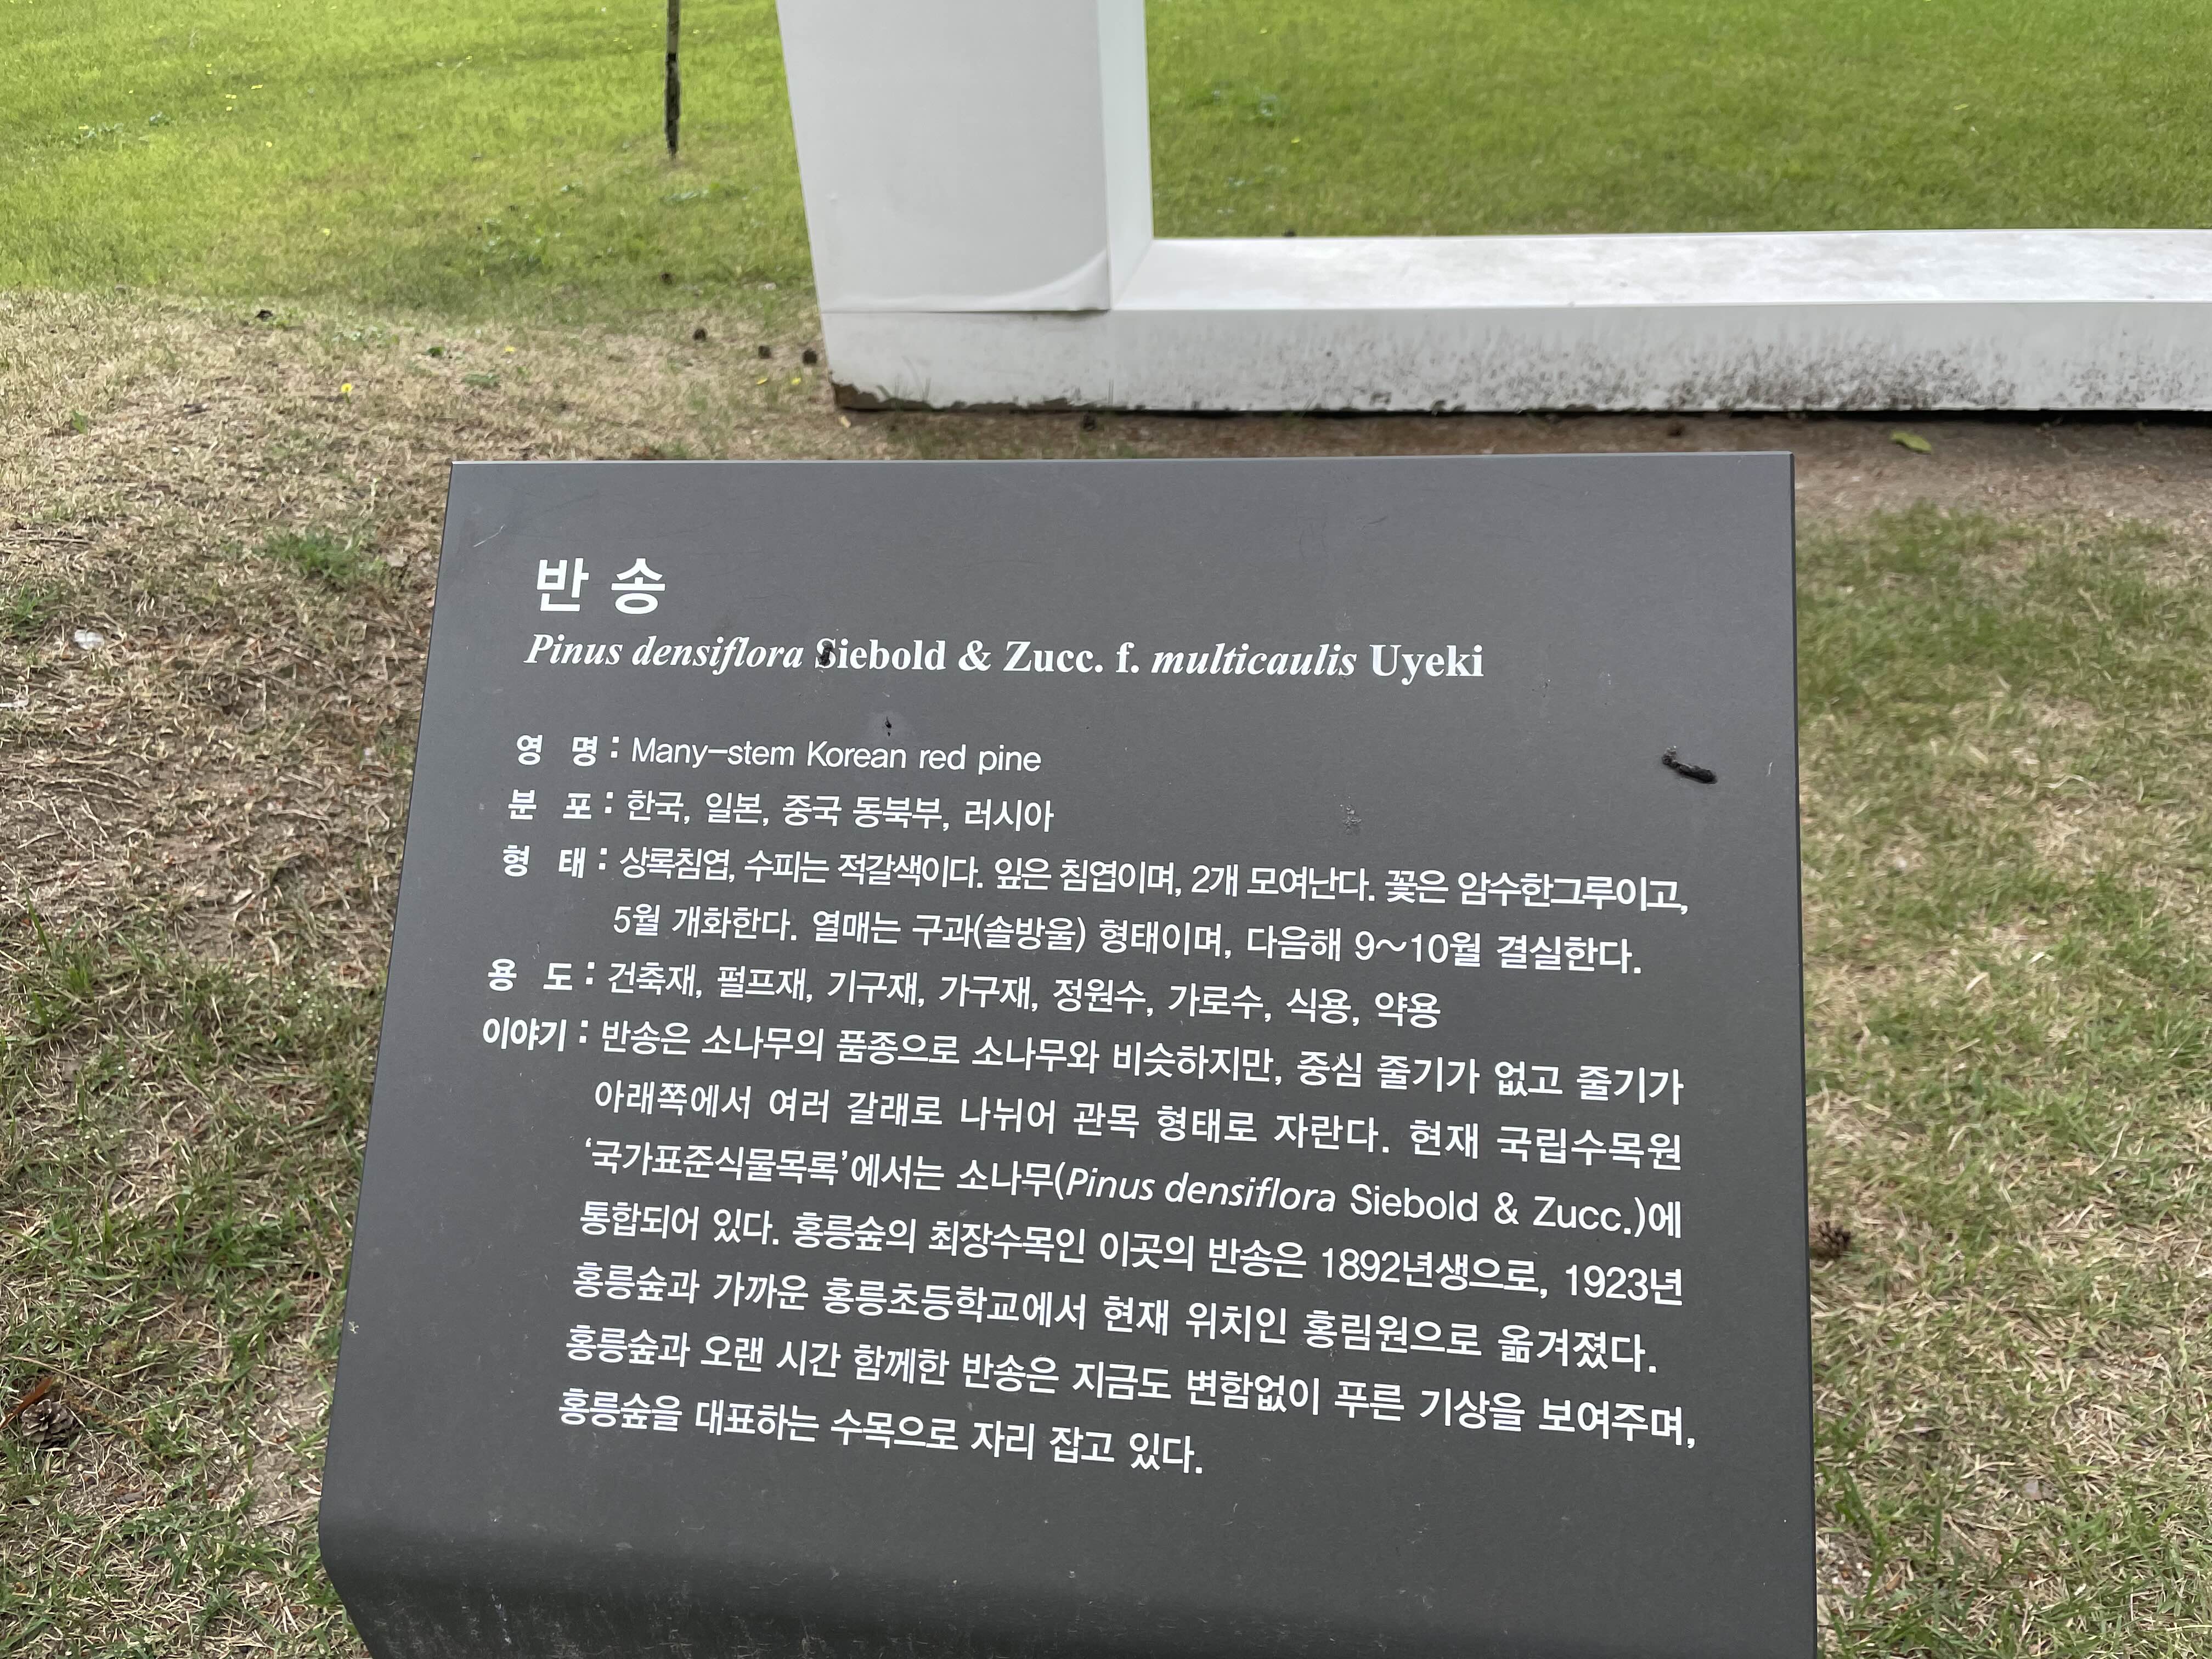 반 송
Pinus densiflora Siebold & Zucc. f. multicaulis Uyeki
영 명 : Many-stem Korean red pine
분 포 : 한국, 일본, 중국 동북부, 러시아
형 태 : 상록침엽, 수피는 적갈색이다. 잎은 침엽이며, 2개 모여난다. 꽃은 암수한그루이고,
5월 개화한다. 열매는 구과(솔방울) 형태이며, 다음해 9~10월 결실한다.
용 도 : 건축재, 펄프재, 기구재, 가구재, 정원수, 가로수, 식용, 약용
이야기 : 반송은 소나무의 품종으로 소나무와 비슷하지만, 중심 줄기가 없고 줄기가
아래쪽에서 여러 갈래로 나뉘어 관목 형태로 자란다. 현재 국립수목원
‘국가표준식물목록’에서는 소나무(Pinus densiflora Siebold & Zucc.)에
통합되어 있다. 홍릉숲의 최장수목인 이곳의 반송은 1892년생으로, 1923년
홍릉숲과 가까운 홍릉초등학교에서 현재 위치인 홍림원으로 옮겨졌다.
홍릉숲과 오랜 시간 함께한 반송은 지금도 변함없이 푸른 기상을 보여주며,
홍릉숲을 대표하는 수목으로 자리 잡고 있다.